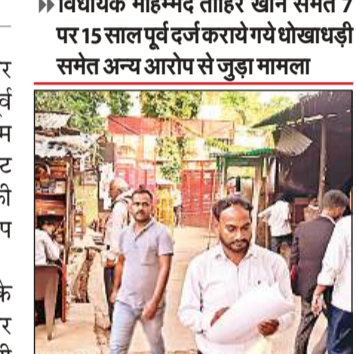 विधायक मोहम्मद ताहिर खान समेत 7
पर 15 साल पूर्व दर्ज कराये गये धोखाधड़ी
समेत अन्य आरोप से जुड़ा मामला
र
र्व
म
ट
की
प
के
र